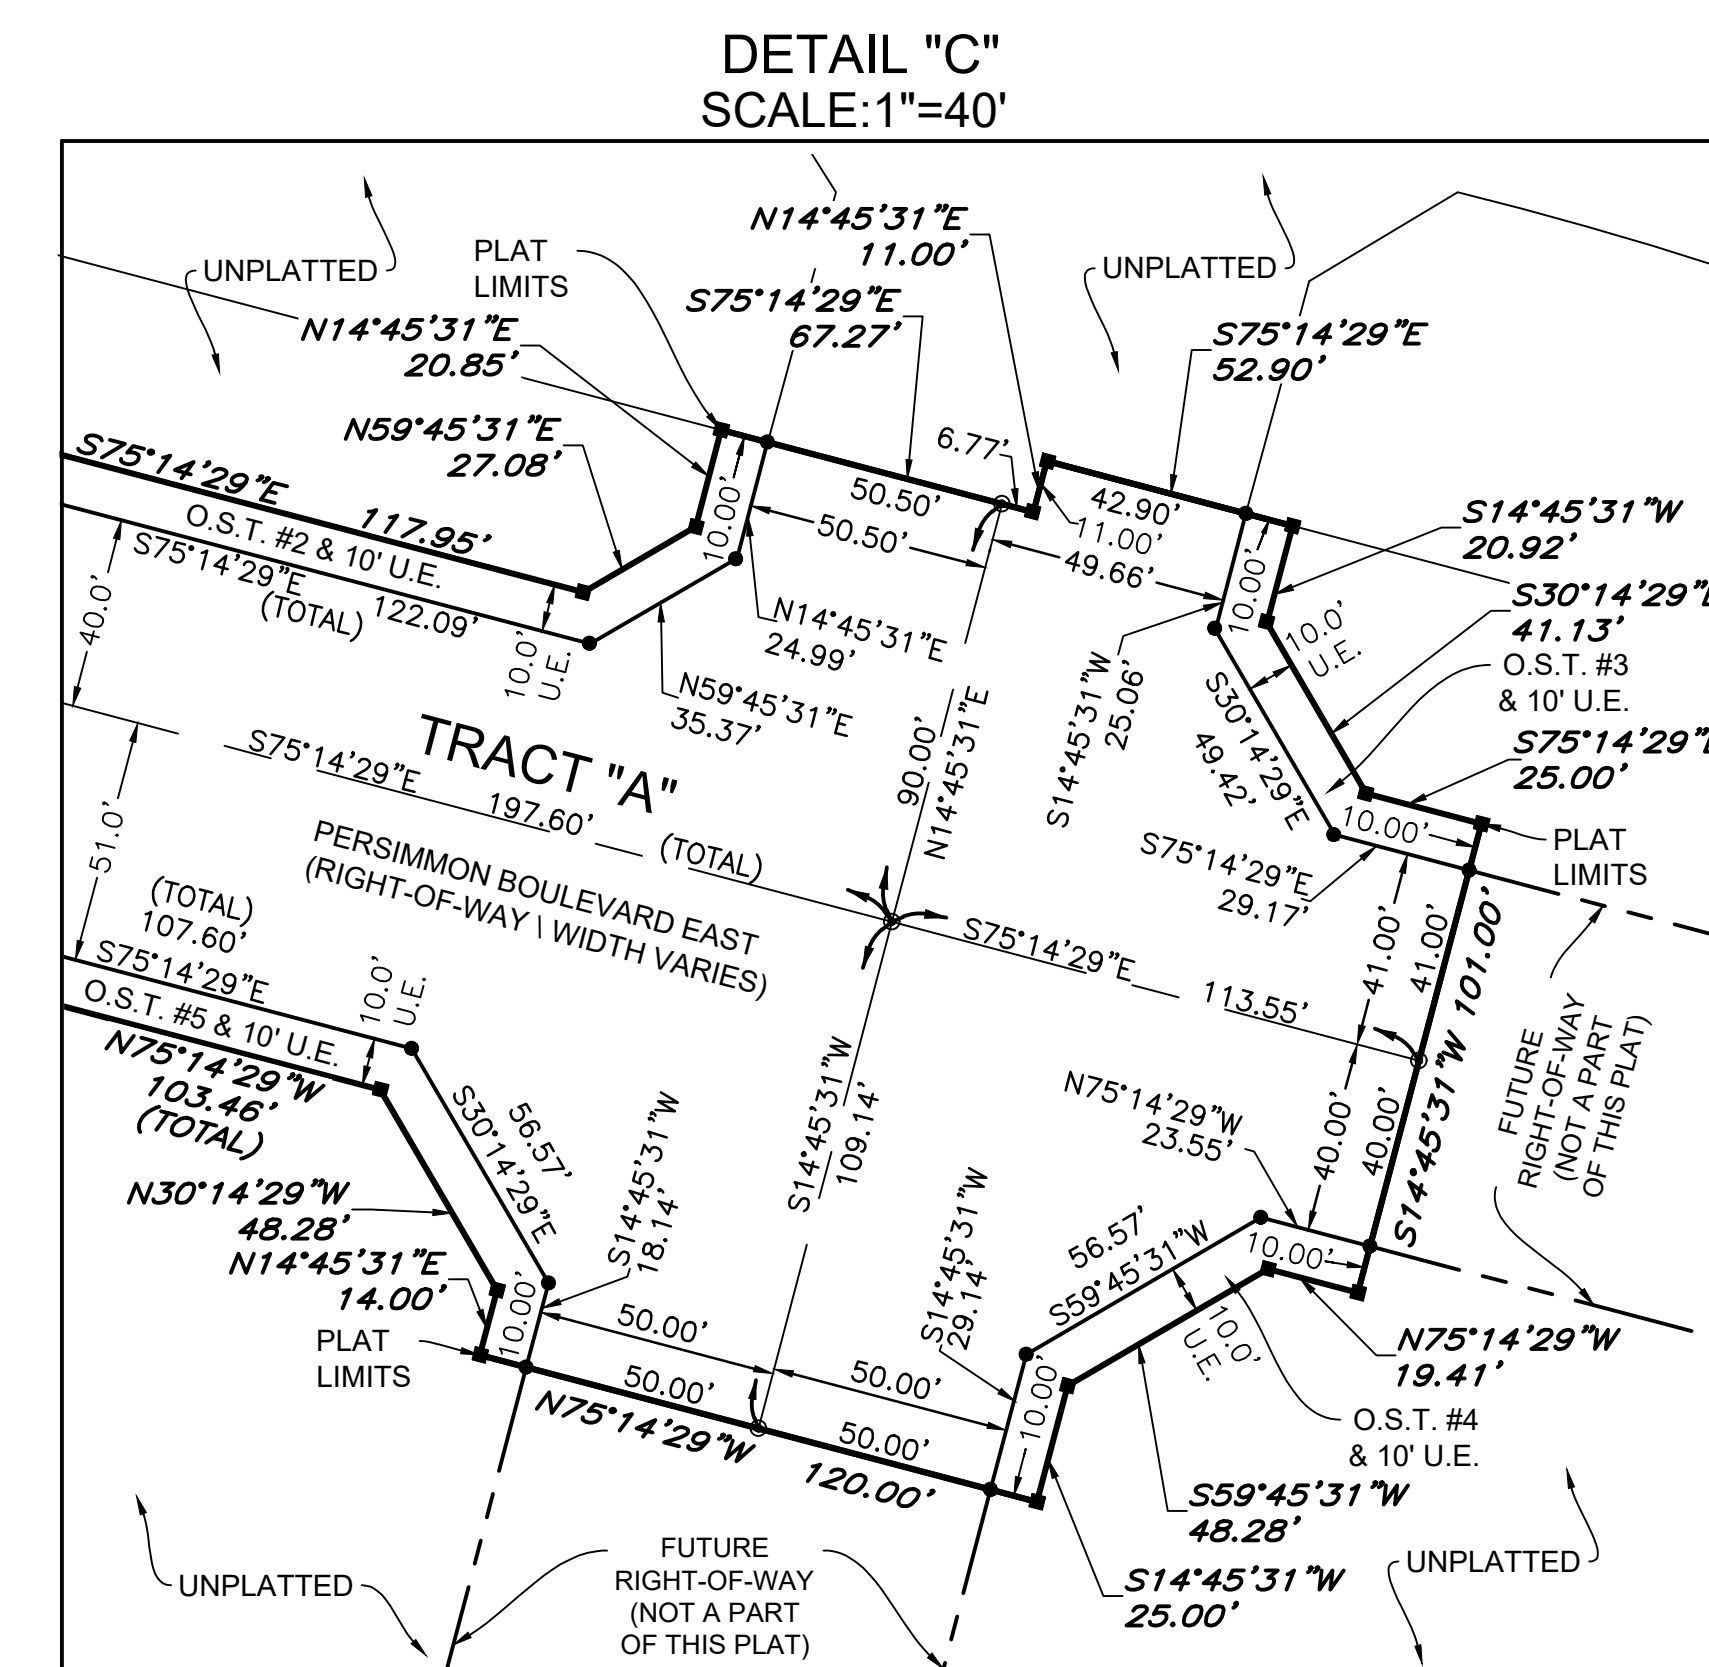 DETAIL "C"
SCALE:1"=40'
UNPLATTED
PLAT
LIMITS
N14°45'31"E
11.00'
UNPLATTED
S75°14'29"E
67.27'
N14°45'31"E
20.85'
S75°14'29"E
52.90'
N59°45'31"E
27.08'
6.77'
S75°14'29"E
117.95'
O.S.T. #2 & 10' U.E.
S75°14'29"E
122.09'
(TOTAL)
40.0'
10.0'
U.E.
10.00'
50.50'
50.50'
42.90'
11.00'
49.66'
10.00'
S14°45'31"W
20.92'
10.0'
U.E.
S30°14'29"E
41.13'
O.S.T. #3
& 10' U.E.
S75°14'29"E
25.00'
N14°45'31"E
24.99'
N59°45'31"E
35.37'
S14°45'31"W
25.06'
S30°14'29"E
49.42'
90.00'
N14°45'31"E
TRACT "A"
S75°14'29"E
197.60'
(TOTAL)
PERSIMMON BOULEVARD EAST
(RIGHT-OF-WAY \ WIDTH VARIES)
51.0'
10.00'
PLAT
LIMITS
S75°14'29"E
29.17'
(TOTAL)
107.60'
S75°14'29"E
O.S.T. #5 & 10' U.E.
10.0'
U.E.
N75°14'29"W
103.46'
(TOTAL)
S75°14'29"E
113.55'
41.00'
41.00'
S14°45'31"W 101.00'
40.00'
40.00'
FUTURE
RIGHT-OF-WAY
(NOT A PART
OF THIS PLAT)
N75°14'29"W
23.55'
S14°45'31"W
109.14'
56.57'
S30°14'29"E
S14°45'31"W
18.14'
N30°14'29"W
48.28'
N14°45'31"E
14.00'
PLAT
LIMITS
10.00'
50.00'
50.00'
50.00'
50.00'
N75°14'29"W
120.00'
S14°45'31"W
29.14'
56.57'
S59°45'31"W
10.00'
10.00'
10.0'
U.E.
N75°14'29"W
19.41'
O.S.T. #4
& 10' U.E.
S59°45'31"W
48.28'
S14°45'31"W
25.00'
UNPLATTED
FUTURE
RIGHT-OF-WAY
(NOT A PART
OF THIS PLAT)
UNPLATTED